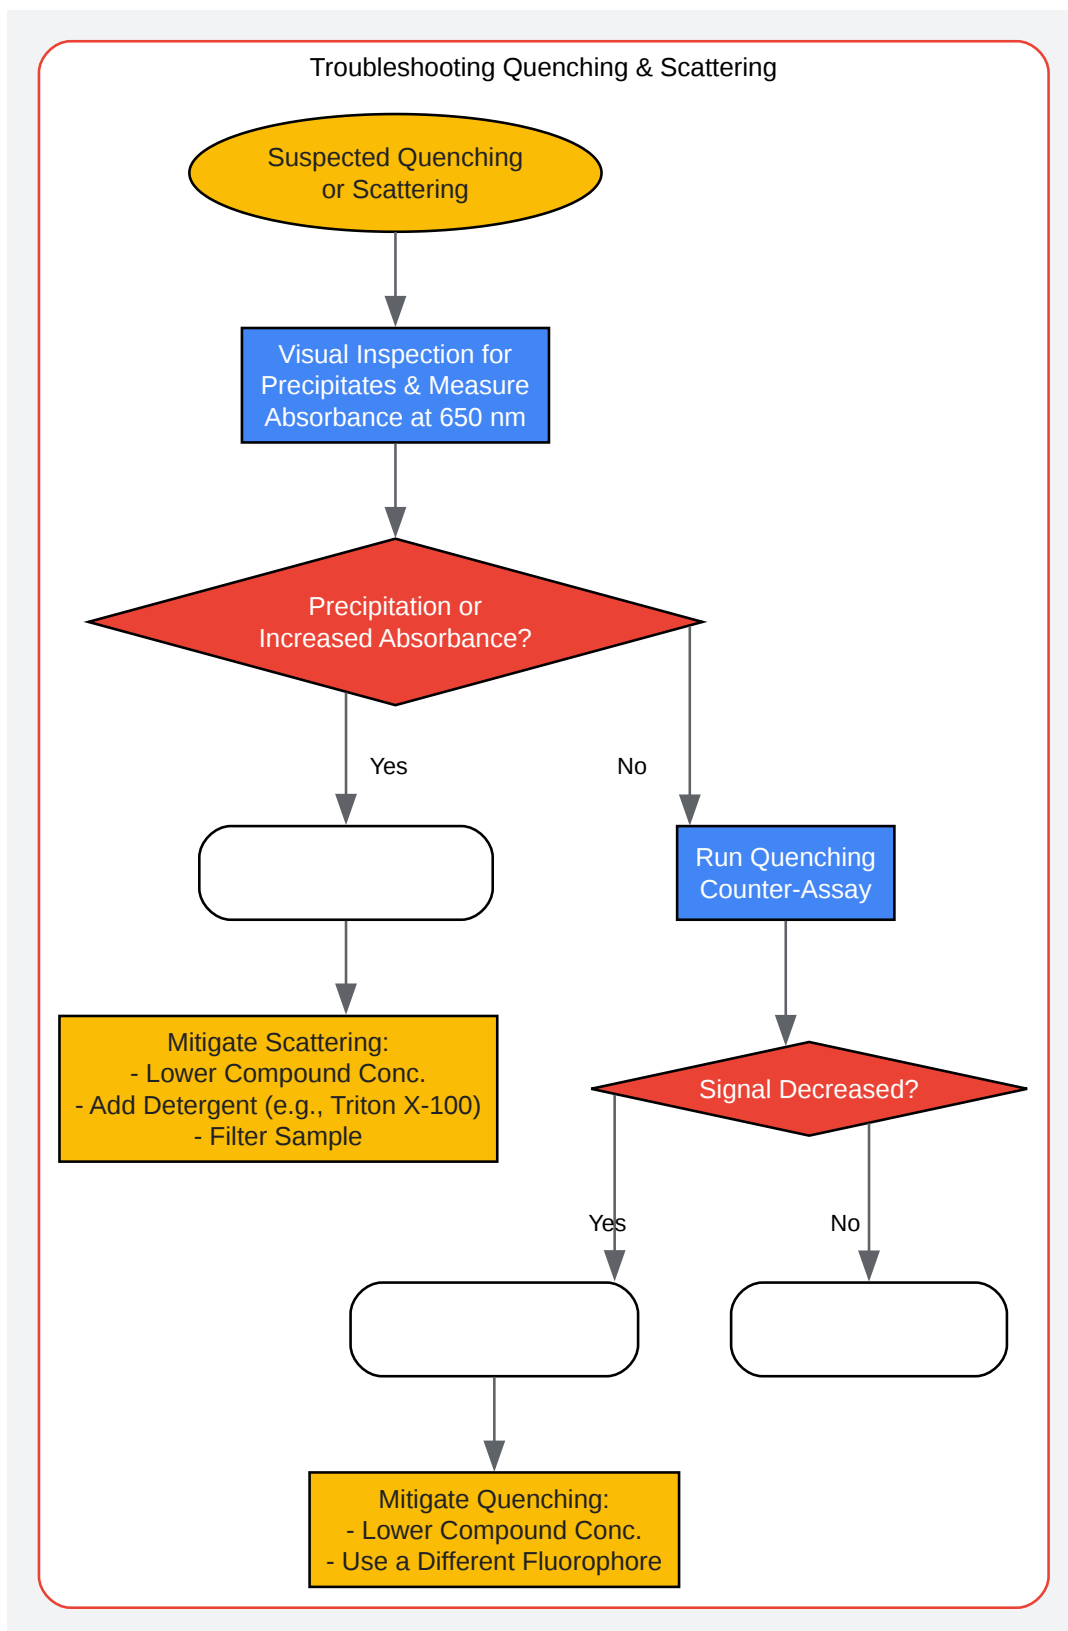 Troubleshooting Quenching & Scattering
Suspected Quenching
or Scattering
Visual Inspection for
Precipitates & Measure
Absorbance at 650 nm
Precipitation or
Increased Absorbance?
Yes
No
Run Quenching
Counter-Assay
Mitigate Scattering:
- Lower Compound Conc.
- Add Detergent (e.g., Triton X-100)
- Filter Sample
Signal Decreased?
Yes
No
Mitigate Quenching:
- Lower Compound Conc.
- Use a Different Fluorophore